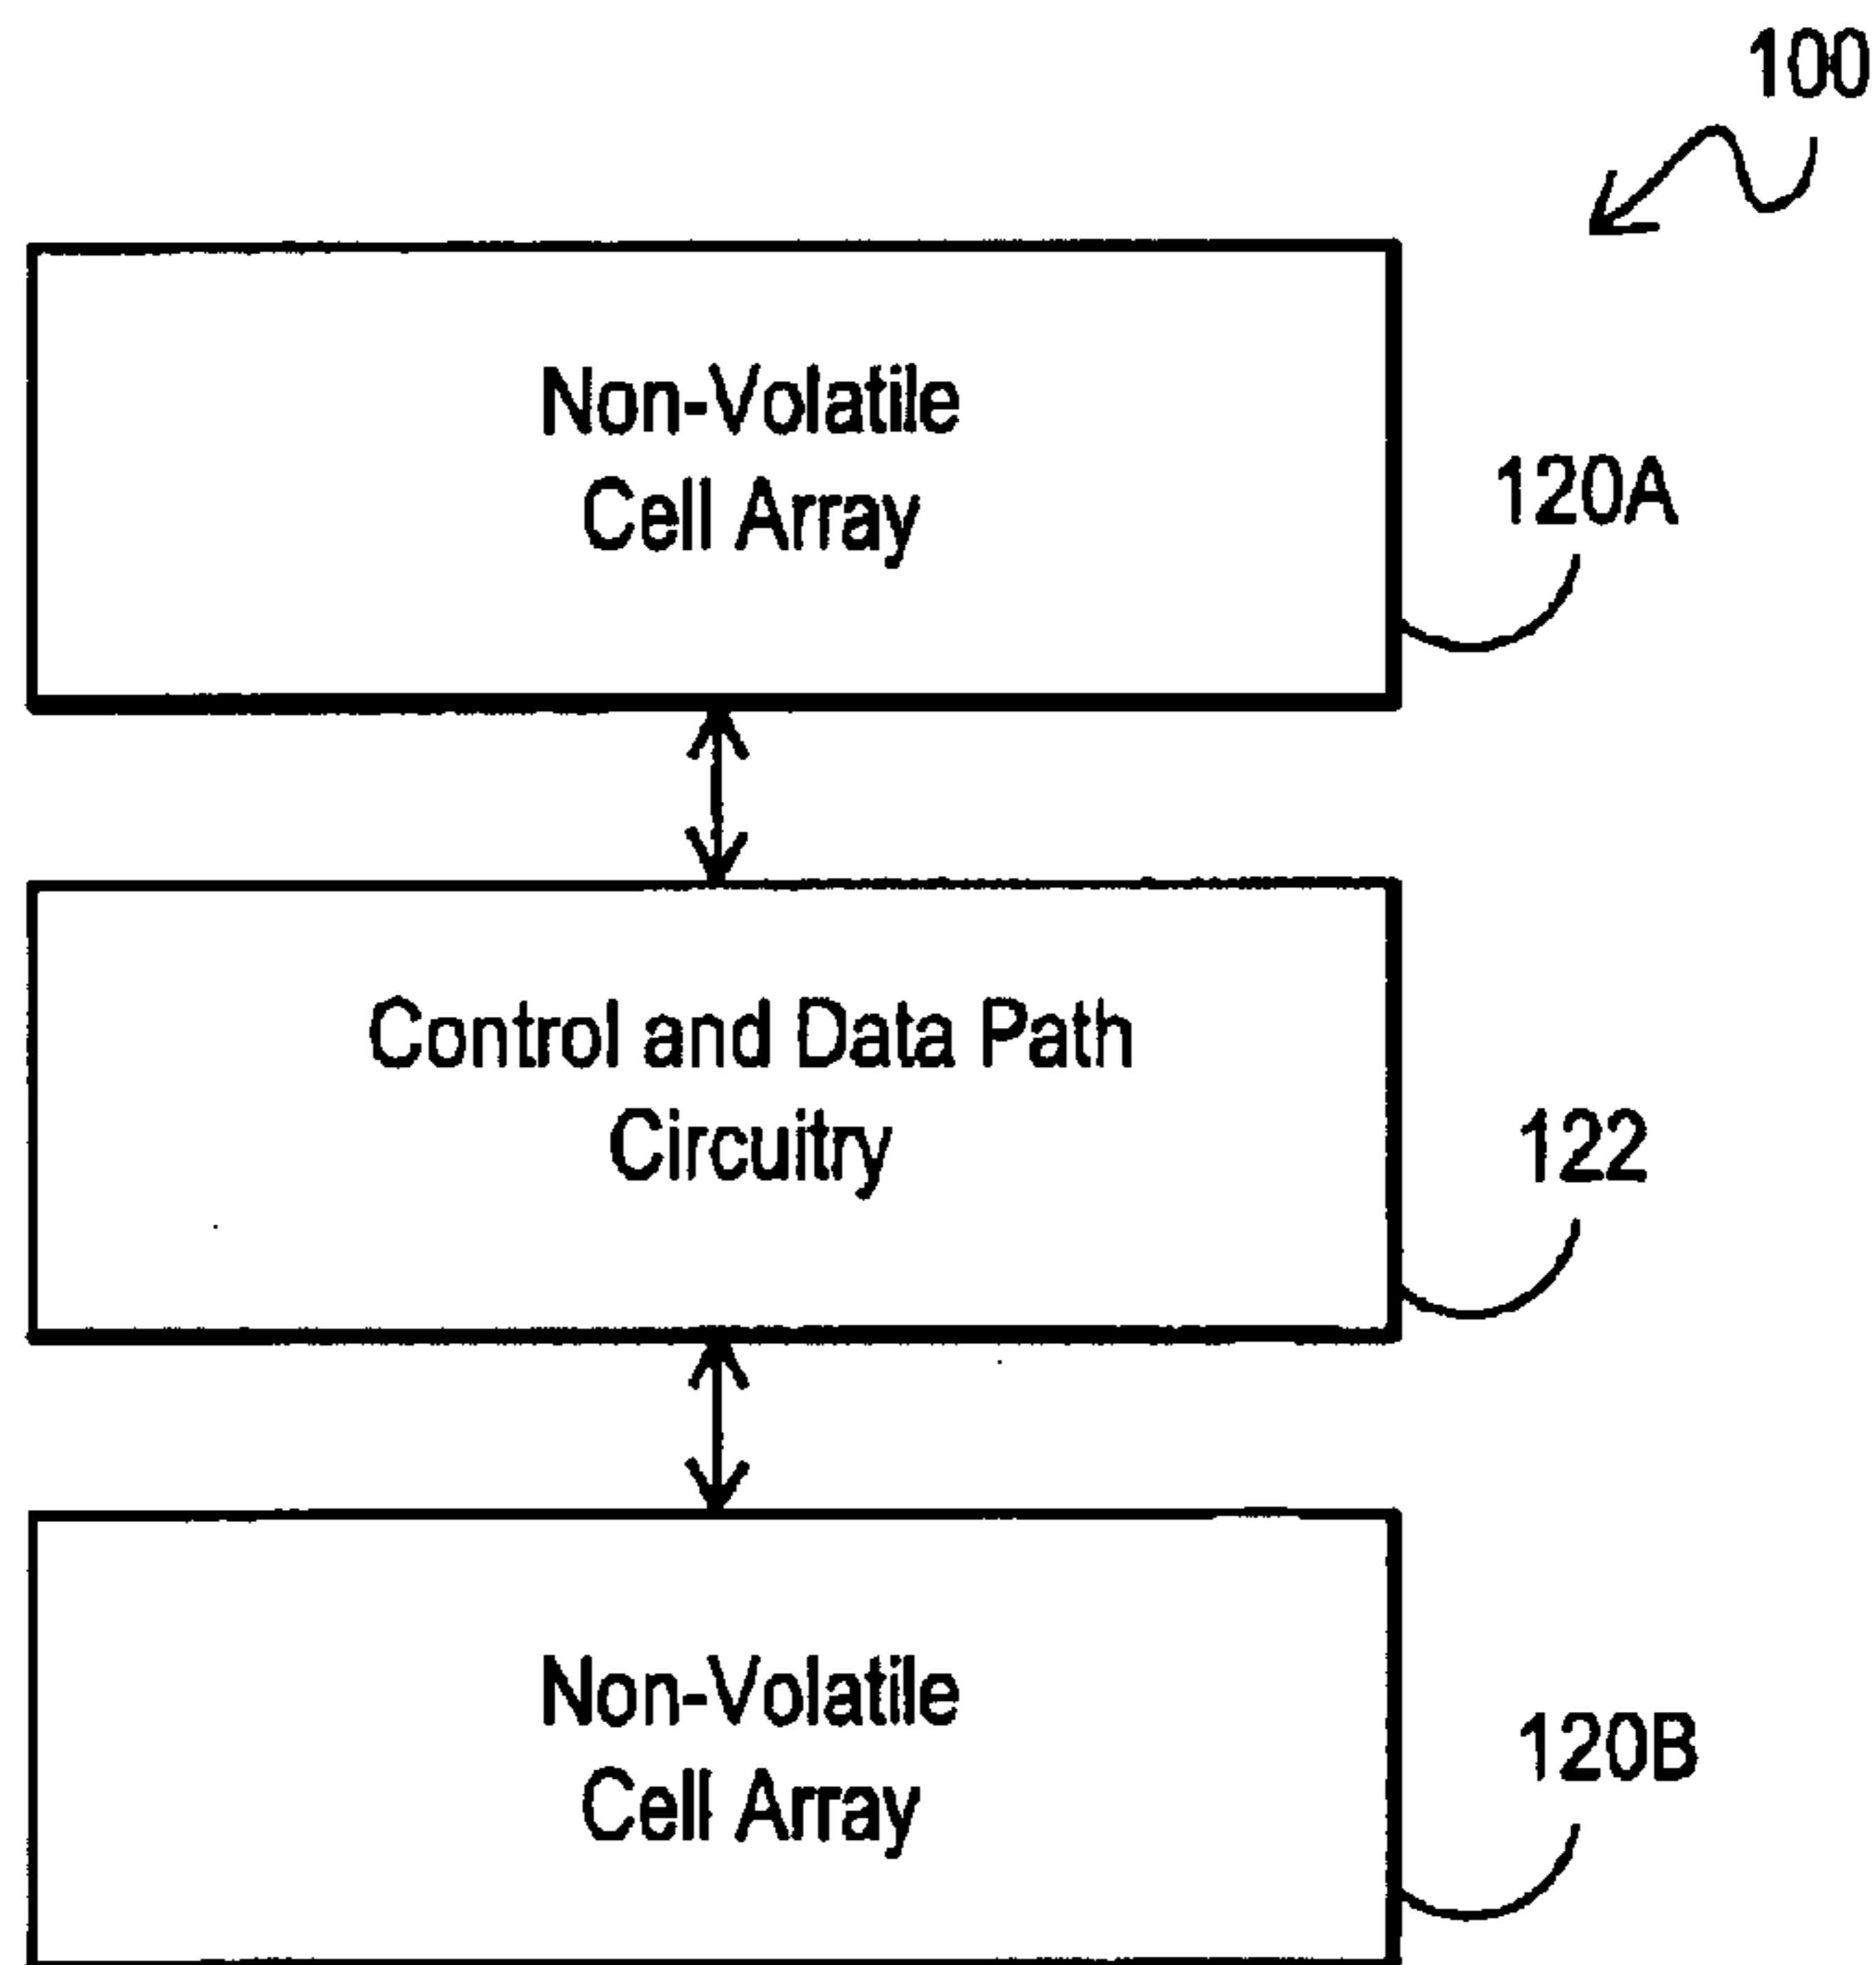 100
Non-Volatile
Cell Array
120A
Control and Data Path
Circuitry
122
Non-Volatile
Cell Array
120B